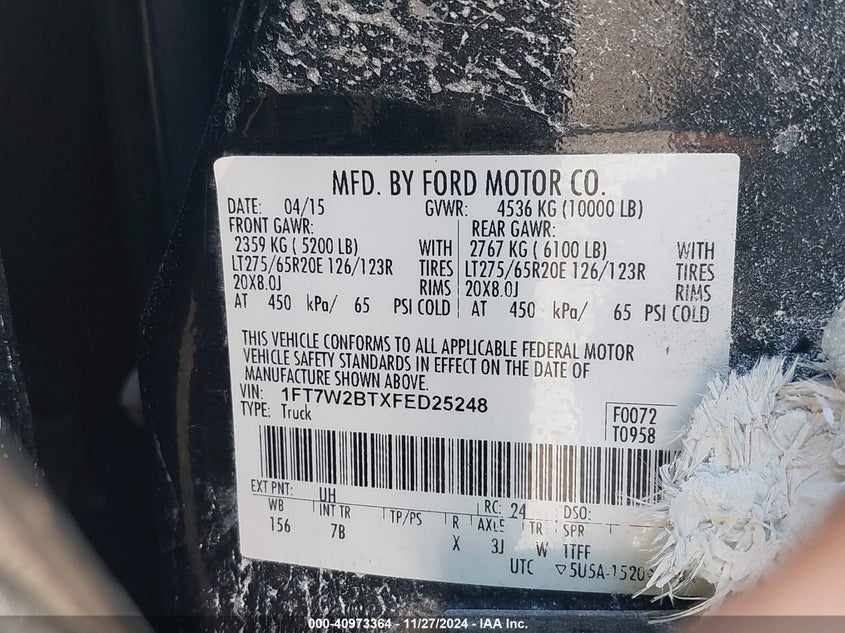 MFD. BY FORD MOTOR CO.
DATE: 04/15 GVWR: 4536 KG (10000 LB)
FRONT GAWR: REAR GAWR:
2359 KG ( 5200 LB) WITH 2767 KG ( 6100 LB) WITH
LT275/65R20E 126/123R TIRES LT275/65R20E 126/123R TIRES
20X8.0J RIMS 20X8.0J RIMS
AT 450 kPa/ 65 PSI COLD AT 450 kPa/ 65 PSI COLD
THIS VEHICLE CONFORMS TO ALL APPLICABLE FEDERAL MOTOR
VEHICLE SAFETY STANDARDS IN EFFECT ON THE DATE OF
MANUFACTURE SHOWN ABOVE.
VIN: 1FT7W2BTXFED25248
TYPE: Truck
F0072
T0958
EXT PNT: UH RC: 24 DSO:
WB INT TR TP/PS R AXLE TR SPR
156 7B X 3J W 1TFF
UTC ▽5U5A-1520
000-40973364 - 11/27/2024 - IAA Inc.